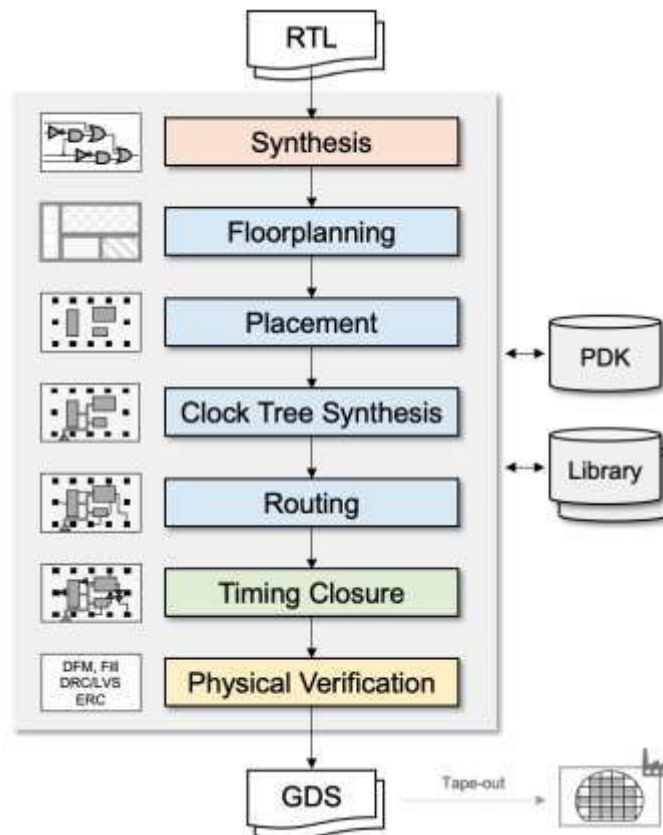 RTL
Synthesis
Floorplanning
Placement
PDK
Clock Tree Synthesis
Library
Routing
Timing Closure
DFM, Fill
DRC/LVS
ERC
Physical Verification
GDS
Tape-out